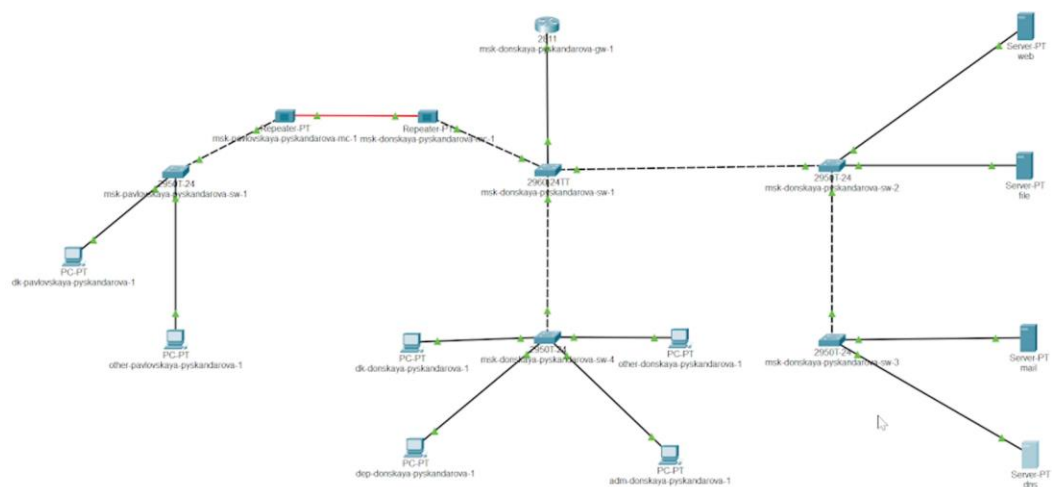 2811
msk-donskaya-pyskandarova-gw-1
Server-PT
web
Repeater-PT
msk-pavlovskaya-pyskandarova-mc-1
Repeater-PT
msk-donskaya-pyskandarova-mc-1
2950T-24
msk-pavlovskaya-pyskandarova-sw-1
2960-24TT
msk-donskaya-pyskandarova-sw-1
2950T-24
msk-donskaya-pyskandarova-sw-2
Server-PT
file
PC-PT
dk-pavlovskaya-pyskandarova-1
PC-PT
other-pavlovskaya-pyskandarova-1
PC-PT
dk-donskaya-pyskandarova-1
2950T-24
msk-donskaya-pyskandarova-sw-4
PC-PT
other-donskaya-pyskandarova-1
2950T-24
msk-donskaya-pyskandarova-sw-3
Server-PT
mail
PC-PT
dep-donskaya-pyskandarova-1
PC-PT
adm-donskaya-pyskandarova-1
Server-PT
dns